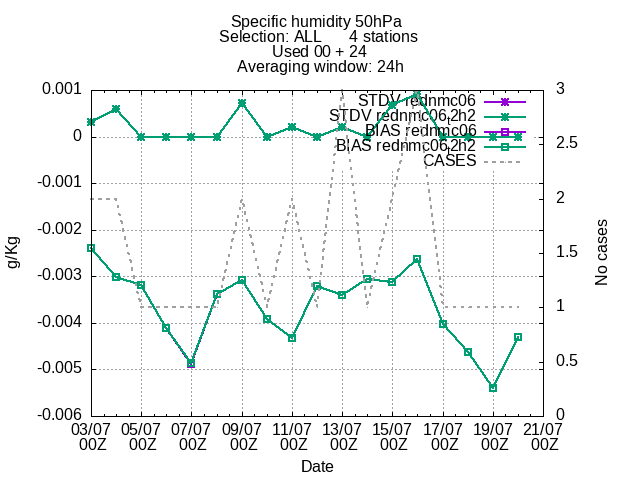 Specific humidity 50hPa
Selection: ALL 4 stations
Used 00 + 24
Averaging window: 24h
STDV rednmc06
STDV rednmc06,2h2
BIAS rednmc06
BIAS rednmc06,2h2
CASES
0.001
0
-0.001
-0.002
-0.003
-0.004
-0.005
-0.006
g/Kg
3
2.5
2
1.5
1
0.5
0
No cases
03/07 05/07 07/07 09/07 11/07 13/07 15/07 17/07 19/07 21/07
00Z 00Z 00Z 00Z 00Z 00Z 00Z 00Z 00Z 00Z
Date